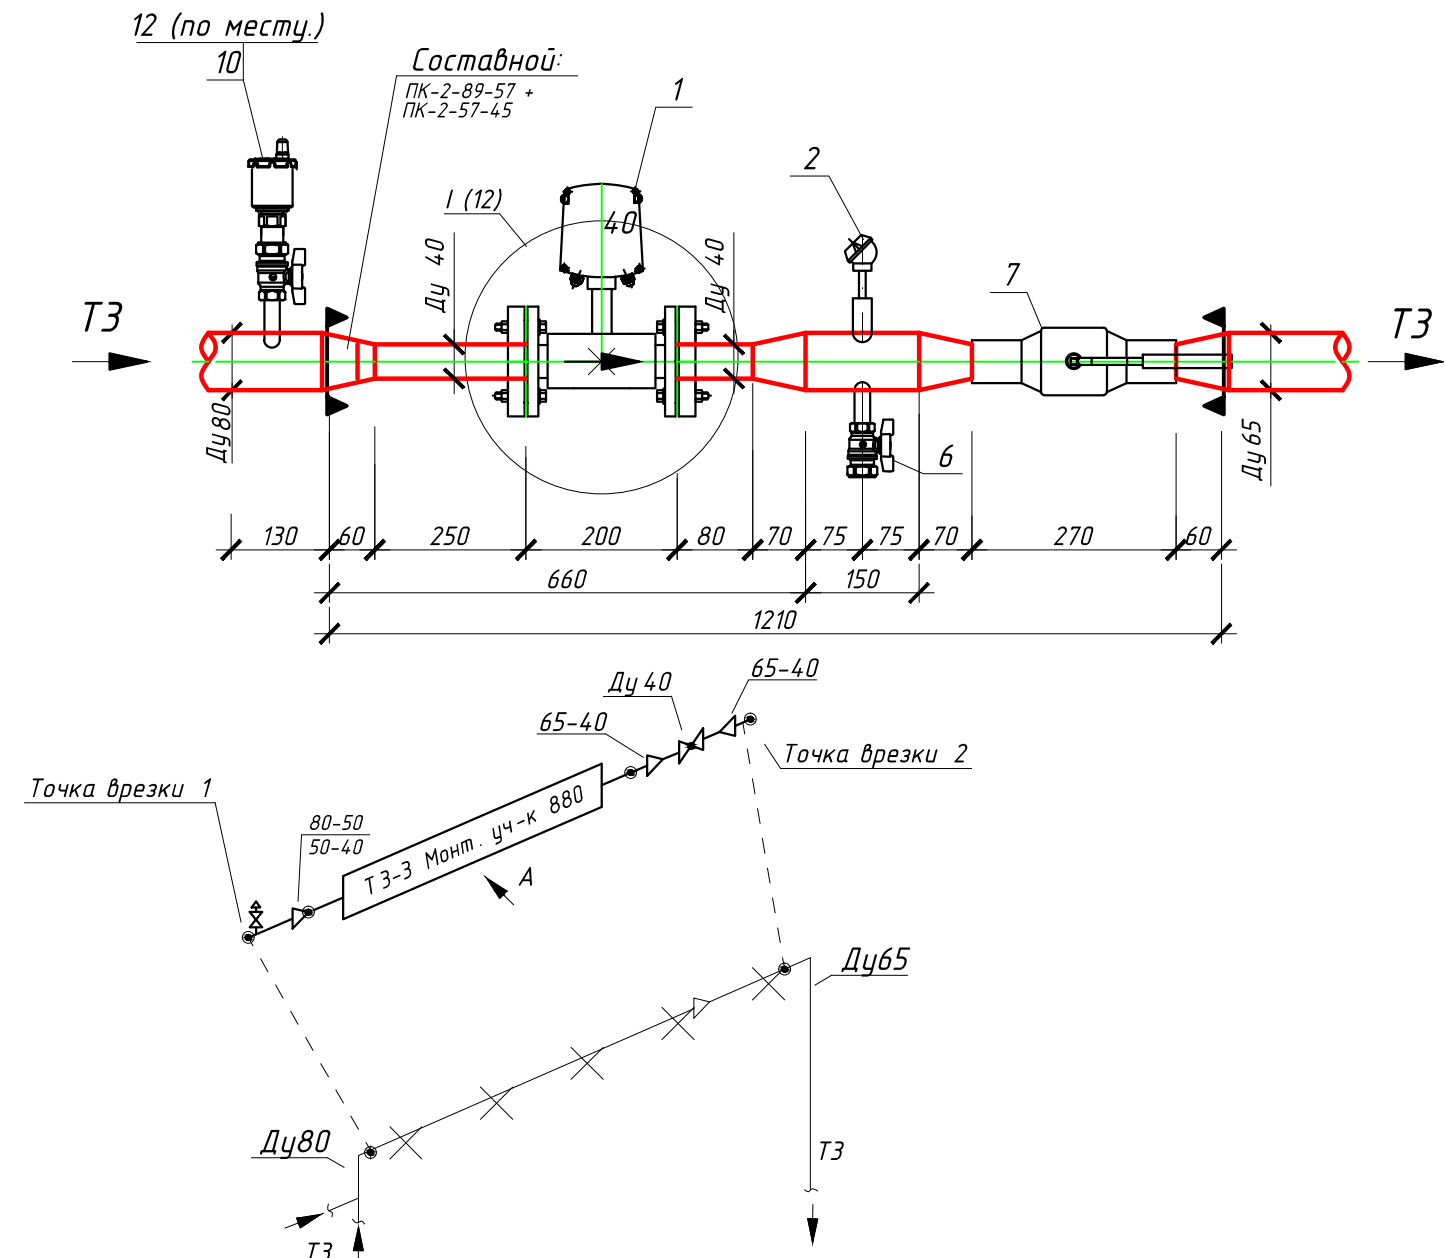 12 (по месту.)
10
Составной:
ПК-2-89-57 +
ПК-2-57-45
1
2
I (12)
40
7
Ду 40
Ду 40
Т3
Т3
Ду80
Ду65
6
130
60
250
200
80
70
75
75
70
270
60
660
150
1210
65-40
Ду 40
65-40
Точка врезки 2
Точка врезки 1
80-50
50-40
Т3-3 Монт. уч-к 880
А
Ду65
Ду80
Т3
Т3